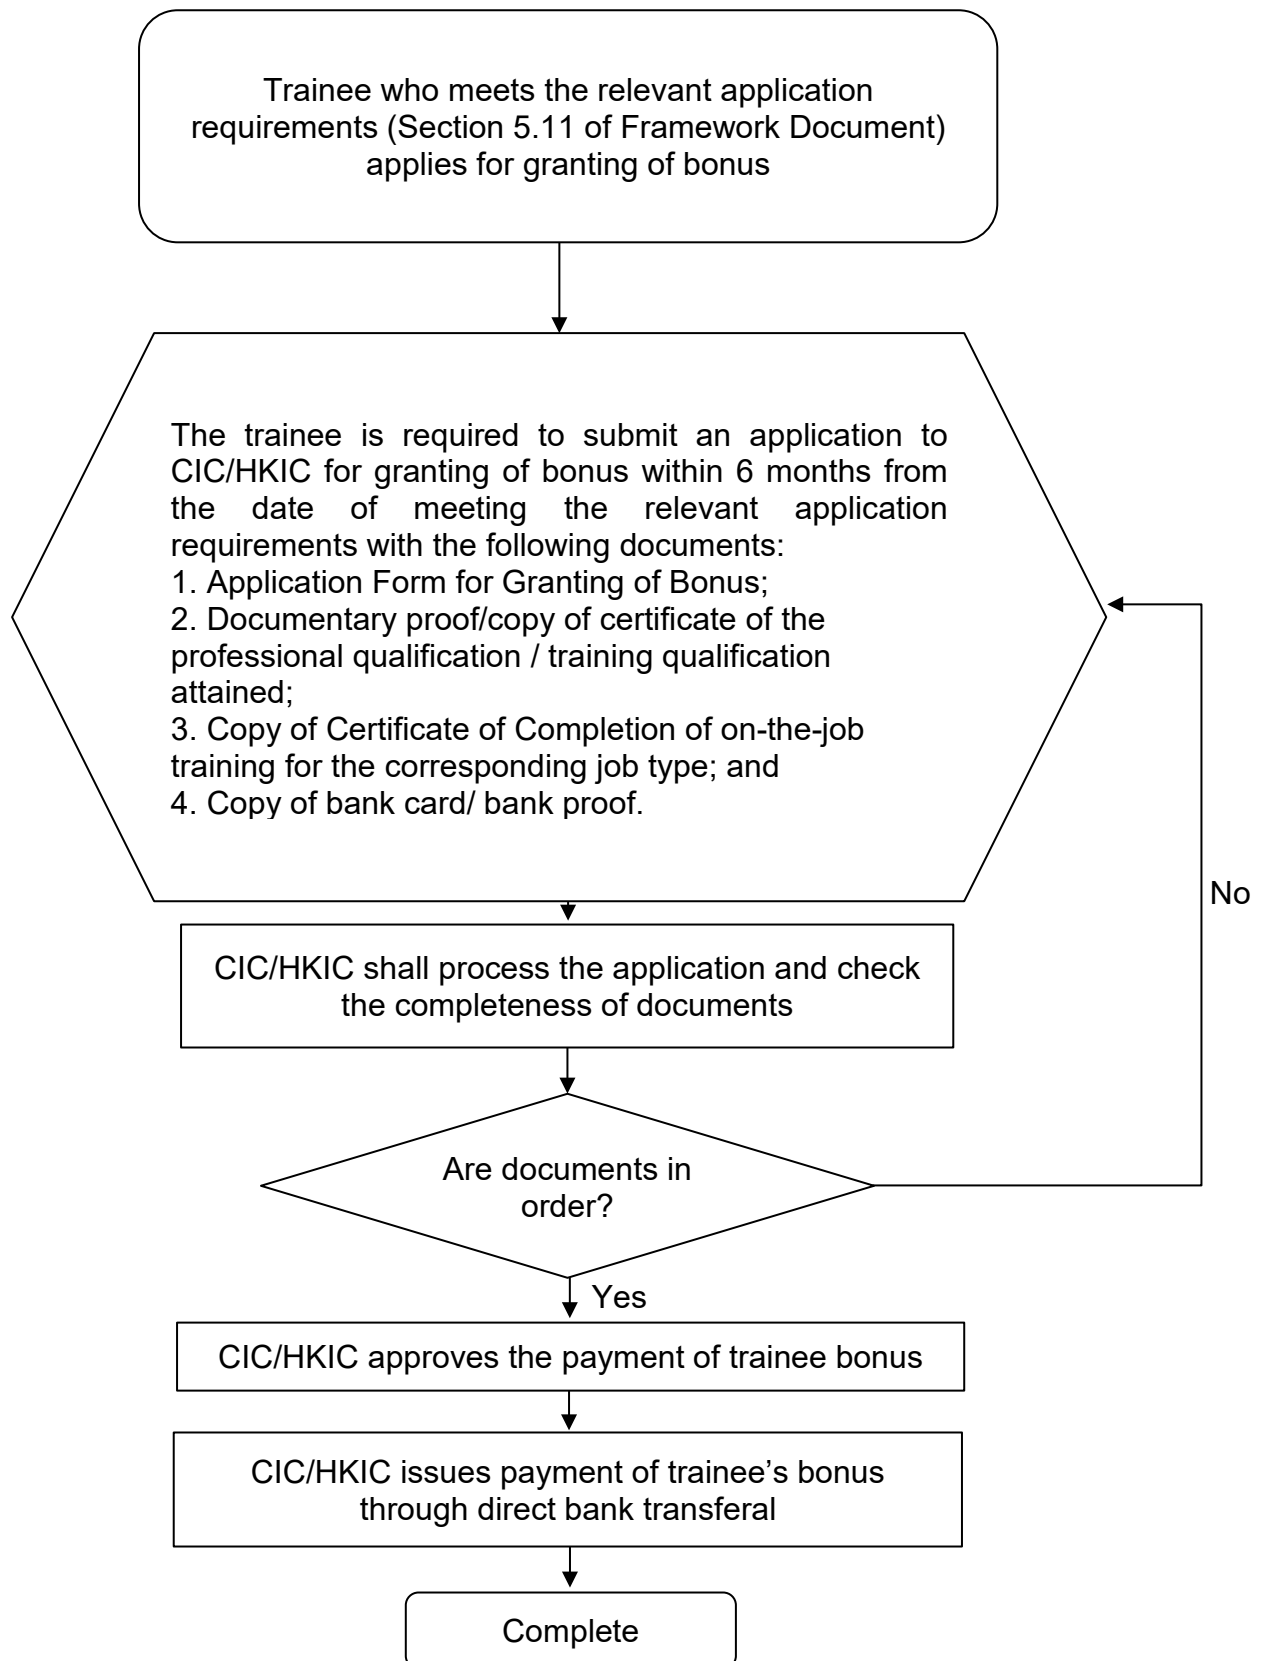 Trainee who meets the relevant application
requirements (Section 5.11 of Framework Document)
applies for granting of bonus
The trainee is required to submit an application to
CIC/HKIC for granting of bonus within 6 months from
the date of meeting the relevant application
requirements with the following documents:
1. Application Form for Granting of Bonus;
2. Documentary proof/copy of certificate of the
professional qualification / training qualification
attained;
3. Copy of Certificate of Completion of on-the-job
training for the corresponding job type; and
4. Copy of bank card/ bank proof.
No
CIC/HKIC shall process the application and check
the completeness of documents
Are documents in
order?
Yes
CIC/HKIC approves the payment of trainee bonus
CIC/HKIC issues payment of trainee’s bonus
through direct bank transferal
Complete